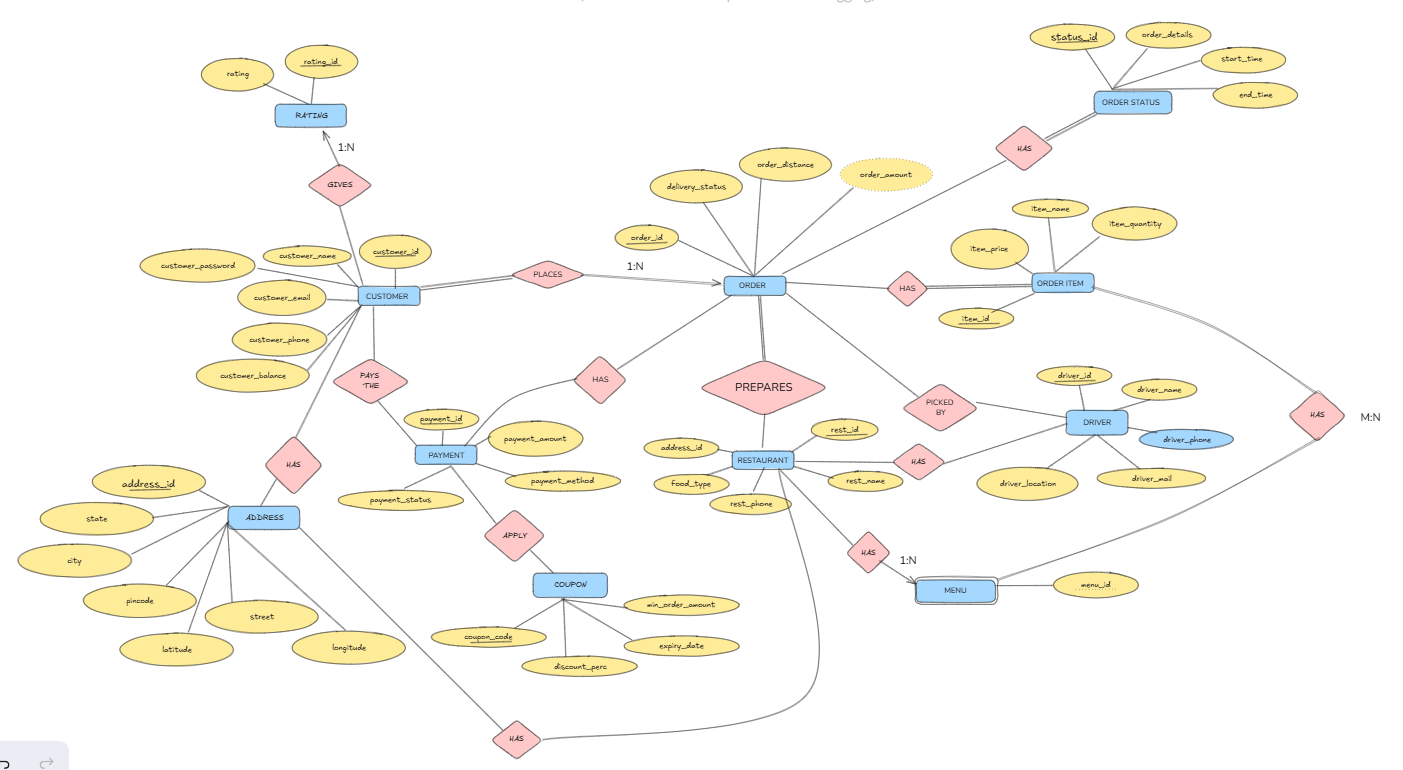 status_id
order_details
start_time
end_time
ORDER STATUS
rating
rating_id
RATING
1:N
GIVES
HAS
order_distance
order_amount
delivery_status
order_id
item_name
item_quantity
item_price
customer_name
customer_id
customer_password
customer_email
customer_phone
customer_balance
CUSTOMER
PLACES
1:N
ORDER
HAS
ORDER ITEM
item_id
PAYS
THE
HAS
PREPARES
PICKED
BY
driver_id
driver_name
DRIVER
driver_phone
driver_location
driver_mail
HAS
M:N
payment_id
payment_amount
PAYMENT
payment_method
payment_status
address_id
rest_id
RESTAURANT
food_type
rest_name
rest_phone
HAS
HAS
address_id
state
ADDRESS
city
pincode
street
latitude
longitude
APPLY
COUPON
min_order_amount
coupon_code
expiry_date
discount_perc
HAS
1:N
MENU
menu_id
HAS